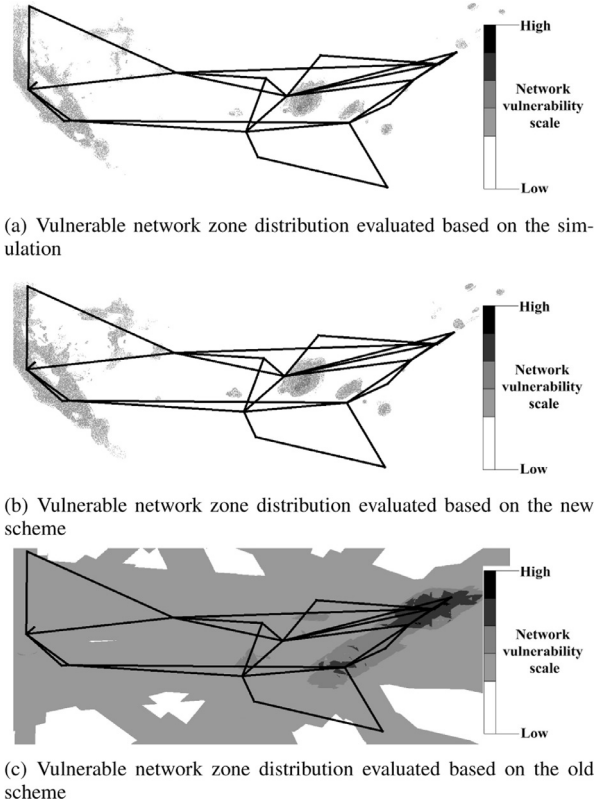 High
Network
vulnerability
scale
Low
(a) Vulnerable network zone distribution evaluated based on the sim-
ulation
High
Network
vulnerability
scale
Low
(b) Vulnerable network zone distribution evaluated based on the new
scheme
High
Network
vulnerability
scale
Low
(c) Vulnerable network zone distribution evaluated based on the old
scheme